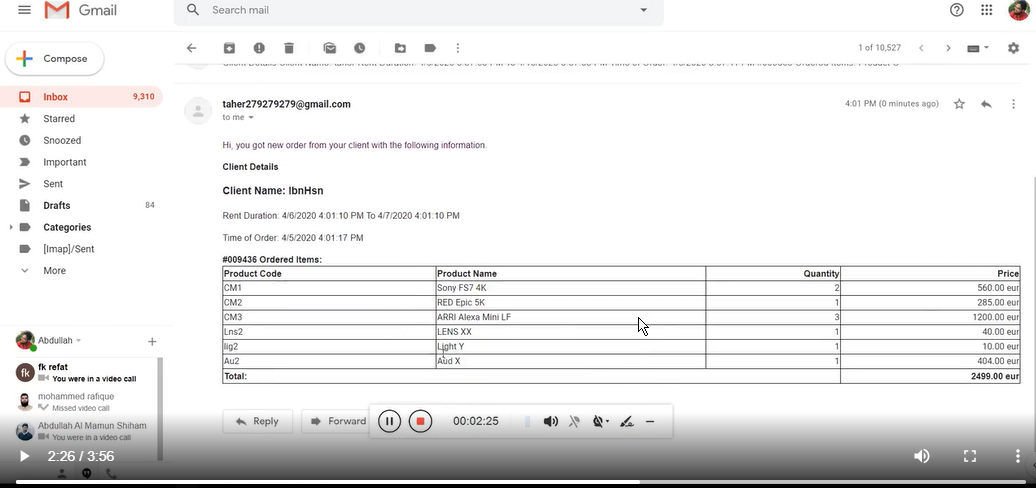 Gmail
Search mail
Compose
1 of 10,527
Inbox 9,310
Starred
Snoozed
Important
Sent
Drafts 84
Categories
[Imap]/Sent
More
taher279279279@gmail.com
4:01 PM (0 minutes ago)
to me
Hi, you got new order from your client with the following information.
Client Details
Client Name: IbnHsn
Rent Duration: 4/6/2020 4:01:10 PM To 4/7/2020 4:01:10 PM
Time of Order: 4/5/2020 4:01:17 PM
#009436 Ordered Items:
Product Code Product Name Quantity Price
CM1 Sony FS7 4K 2 560.00 eur
CM2 RED Epic 5K 1 285.00 eur
CM3 ARRI Alexa Mini LF 3 1200.00 eur
Lns2 LENS XX 1 40.00 eur
lig2 Light Y 1 10.00 eur
Au2 Aud X 1 404.00 eur
Total: 2499.00 eur
Abdullah
fk refat
fk
You were in a video call
mohammed rafique
Missed video call
Abdullah Al Mamun Shiham
You were in a video call
Reply
Forward
00:02:25
2:26 / 3:56